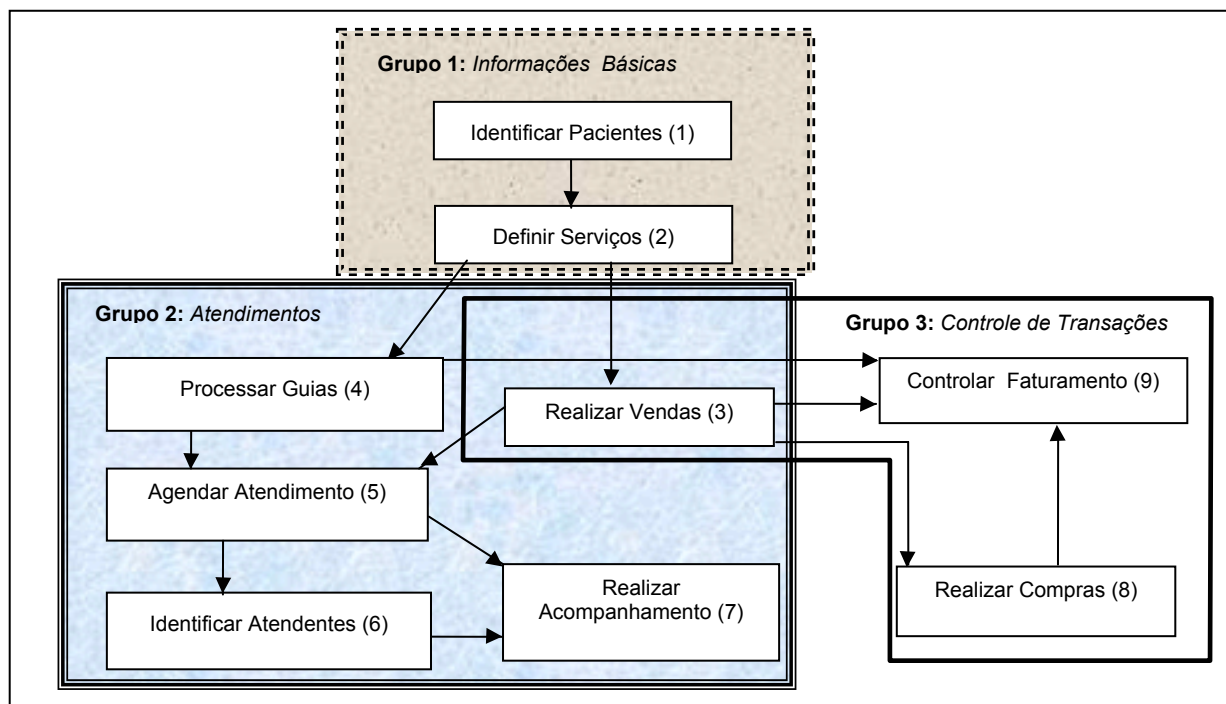 Grupo 1: Informações Básicas
Identificar Pacientes (1)
Definir Serviços (2)
Grupo 2: Atendimentos
Grupo 3: Controle de Transações
Processar Guias (4)
Realizar Vendas (3)
Controlar Faturamento (9)
Agendar Atendimento (5)
Identificar Atendentes (6)
Realizar
Acompanhamento (7)
Realizar Compras (8)